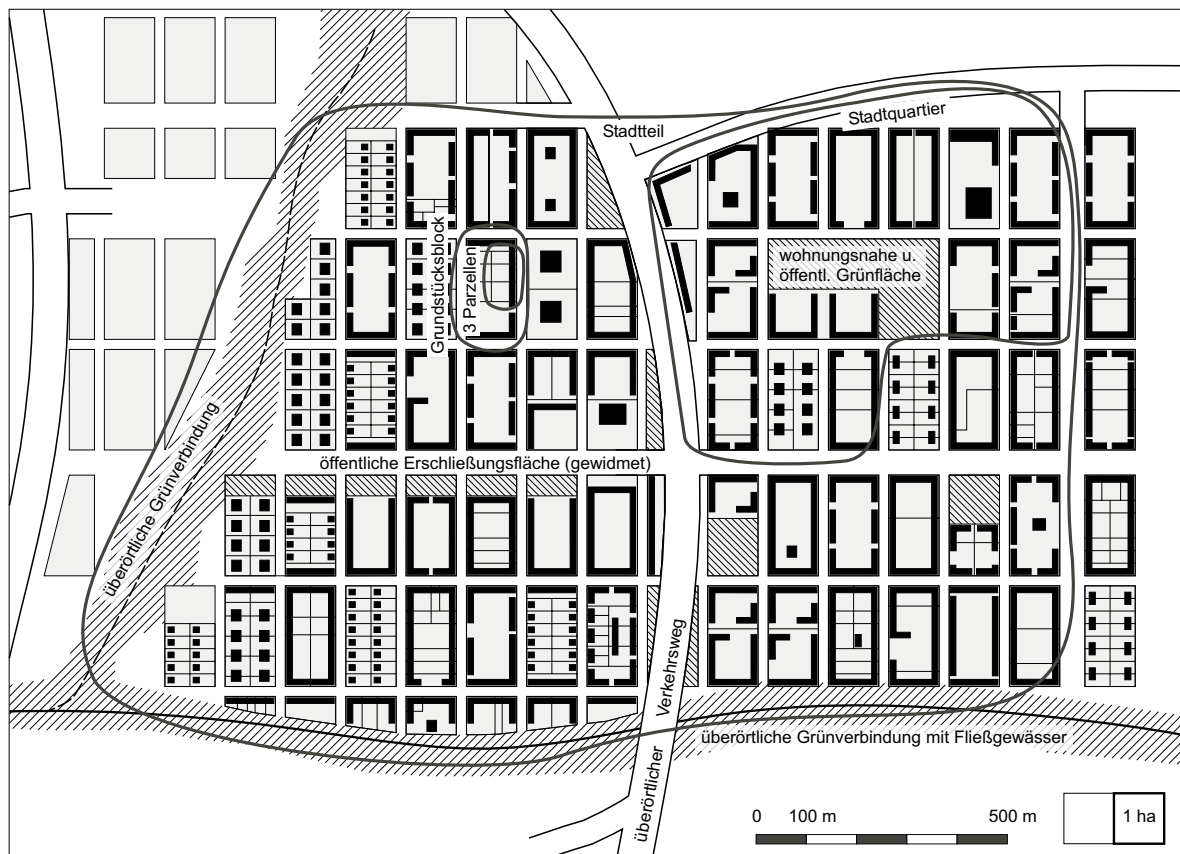 Stadtteil
Stadtquartier
Grundstücksblock
3 Parzellen
wohnungsnahe u.
öffentl. Grünfläche
überörtliche Grünverbindung
öffentliche Erschließungsfläche (gewidmet)
überörtlicher Verkehrsweg
überörtliche Grünverbindung mit Fließgewässer
0 100 m 500 m
1 ha